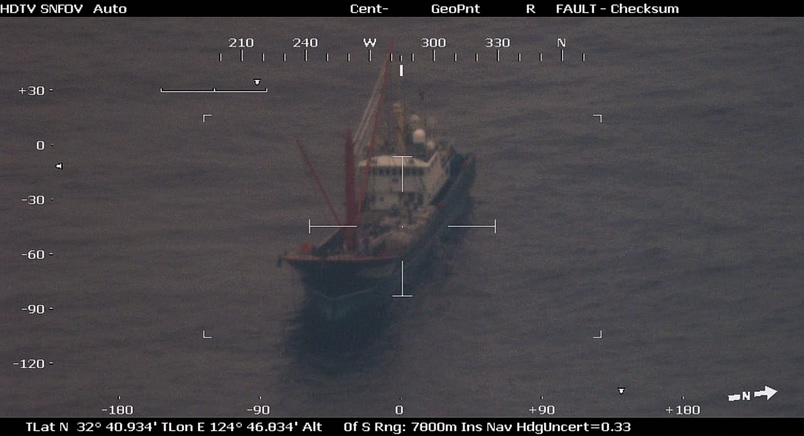 HDTV SNFOV Auto Cent- GeoPnt R FAULT - Checksum
210 240 W 300 330 N
+30
0
-30
-60
-90
-120
N
-180 -90 0 +90 +180
TLat N 32° 40.934' TLon E 124° 46.834' Alt 0f S Rng: 7800m Ins Nav HdgUncert=0.33